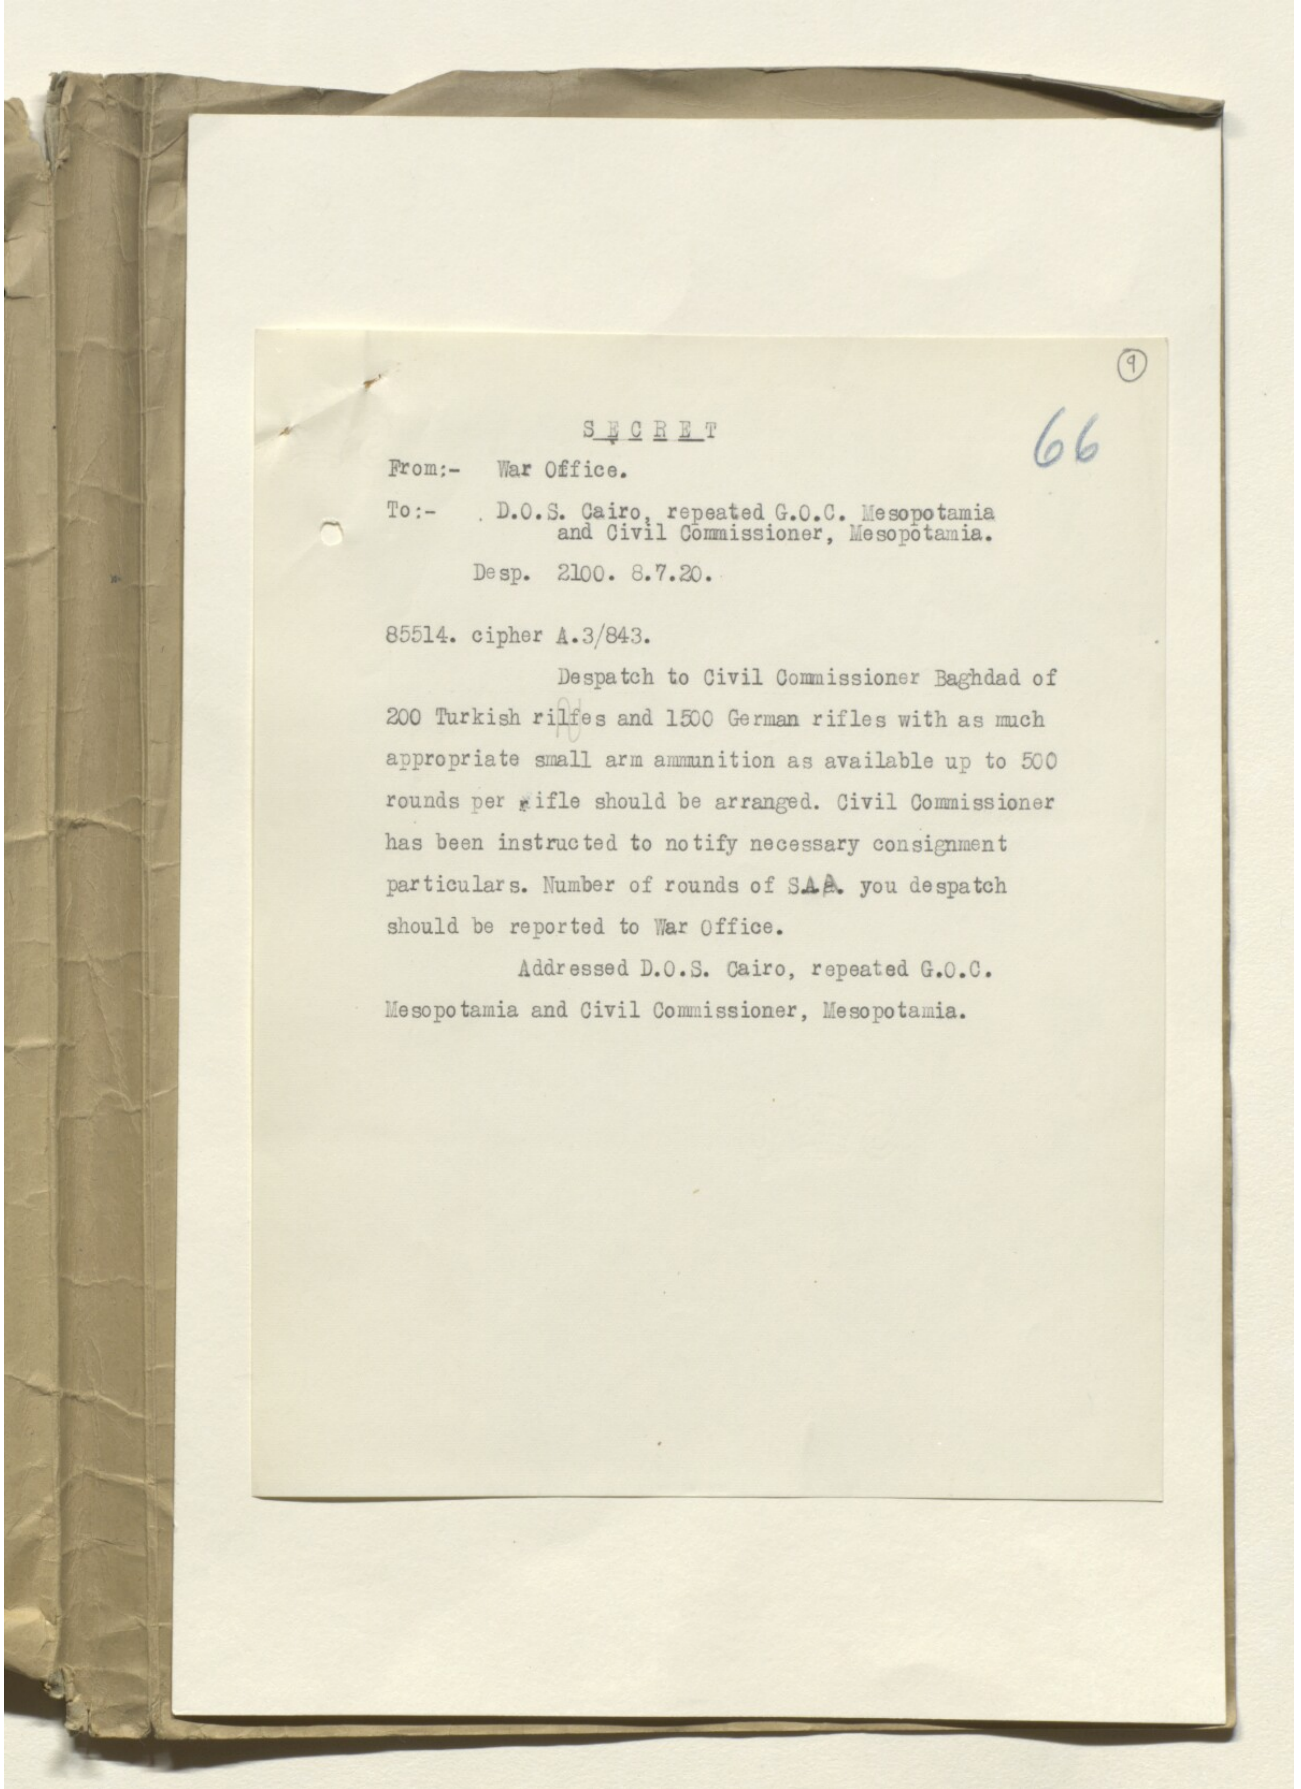 9
66
SECRET
From:- War Office.
To:- D.O.S. Cairo, repeated G.O.C. Mesopotamia
and Civil Commissioner, Mesopotamia.
Desp. 2100. 8.7.20.
85514. cipher A.3/843.
Despatch to Civil Commissioner Baghdad of
200 Turkish rilfes and 1500 German rifles with as much
appropriate small arm ammunition as available up to 500
rounds per rifle should be arranged. Civil Commissioner
has been instructed to notify necessary consignment
particulars. Number of rounds of SAA. you despatch
should be reported to War Office.
Addressed D.O.S. Cairo, repeated G.O.C.
Mesopotamia and Civil Commissioner, Mesopotamia.